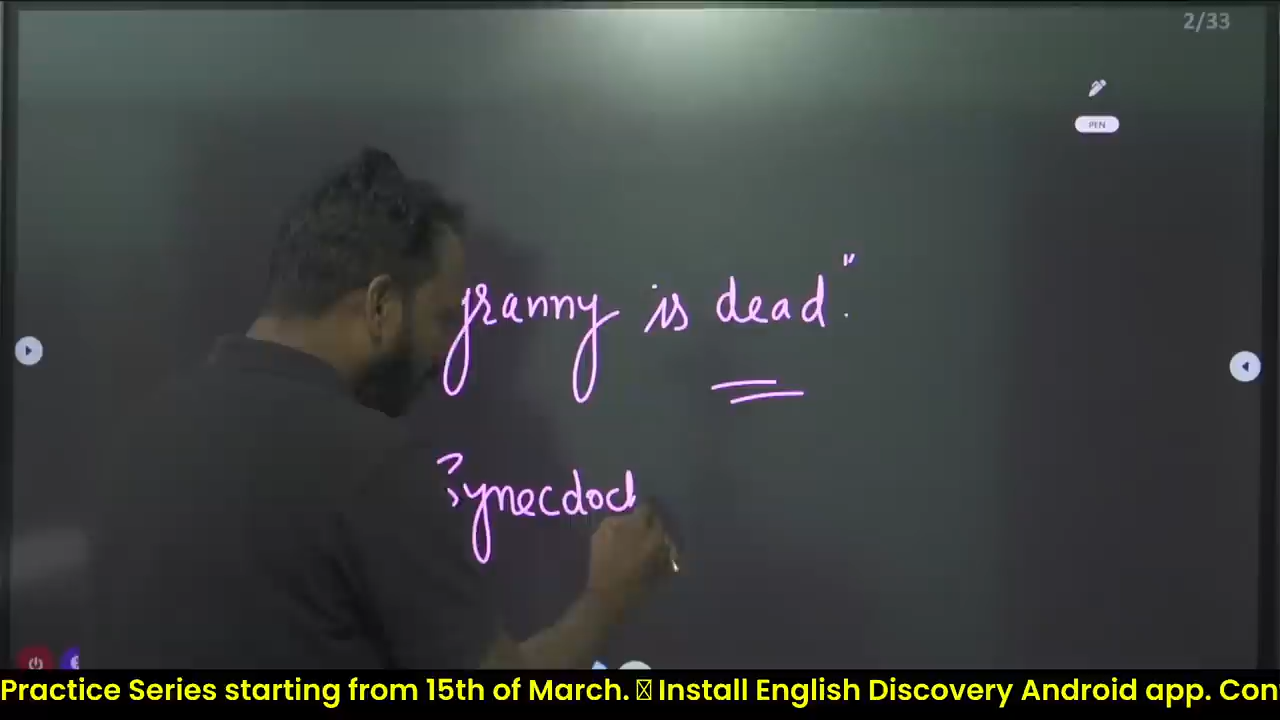 2/33
PEN
granny is dead".
Synecdoch
Practice Series starting from 15th of March. Install English Discovery Android app. Con